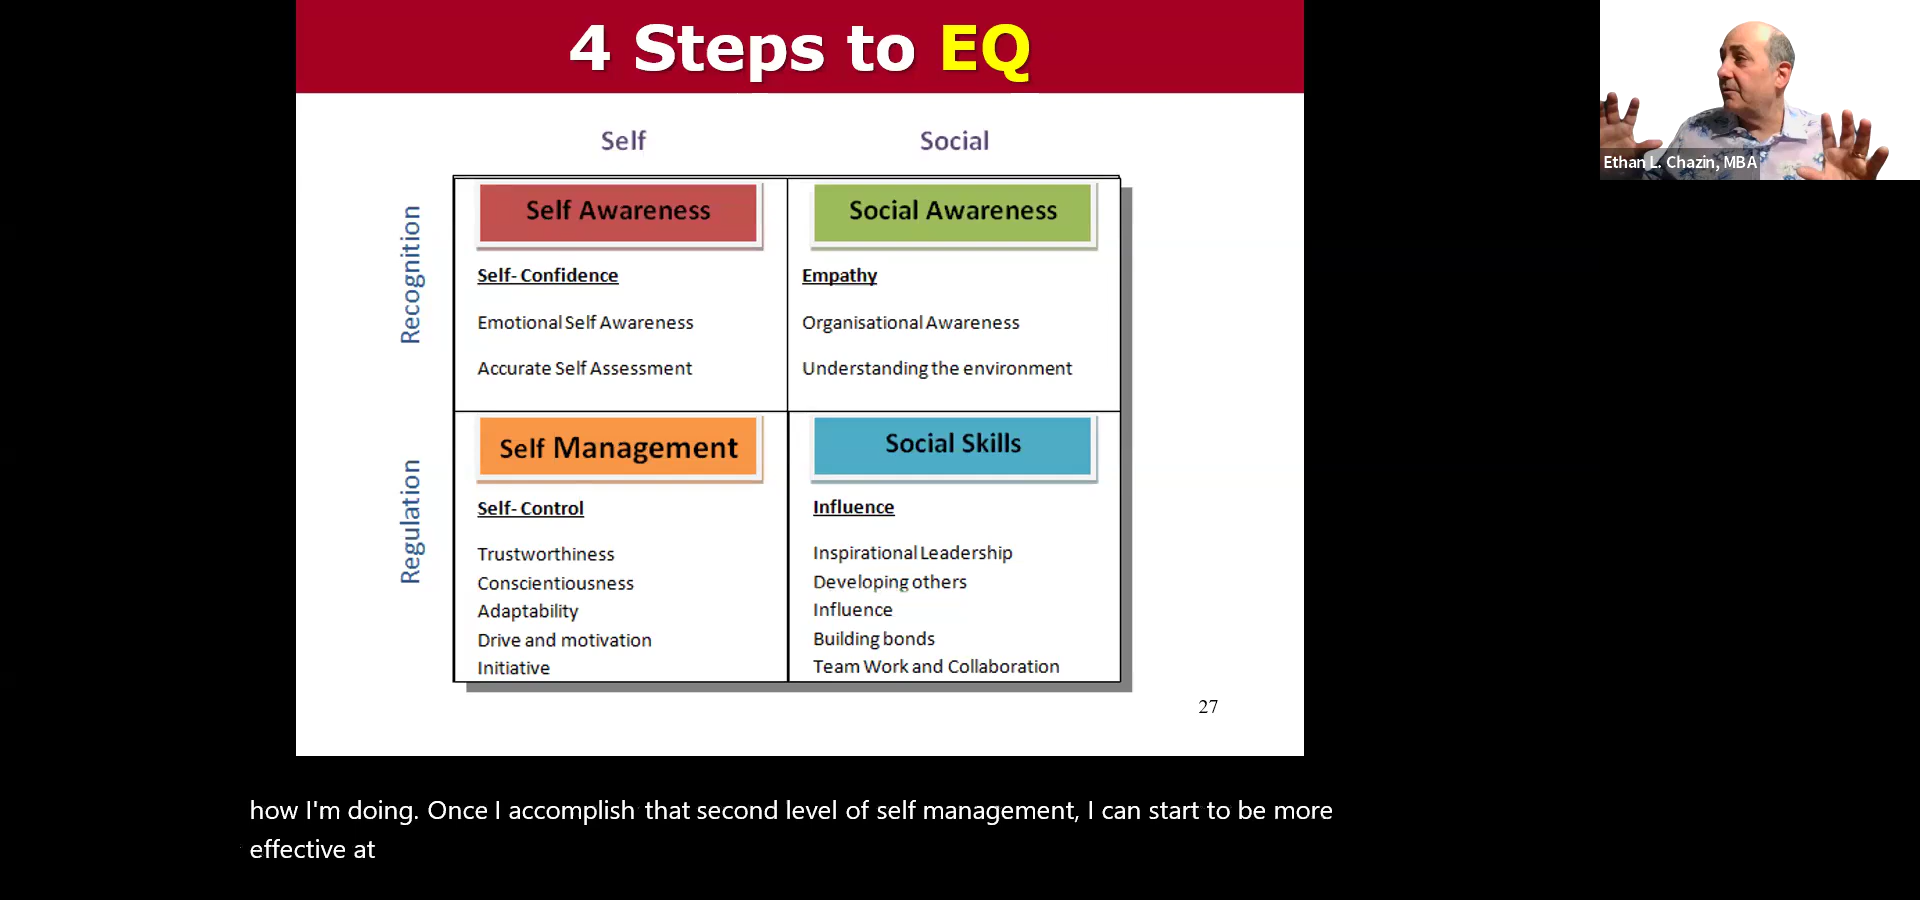 4 Steps to EQ
Ethan L. Chazin, MBA
Self
Social
Recognition
Self Awareness
Self- Confidence
Emotional Self Awareness
Accurate Self Assessment
Social Awareness
Empathy
Organisational Awareness
Understanding the environment
Regulation
Self Management
Self- Control
Trustworthiness
Conscientiousness
Adaptability
Drive and motivation
Initiative
Social Skills
Influence
Inspirational Leadership
Developing others
Influence
Building bonds
Team Work and Collaboration
27
how I'm doing. Once I accomplish that second level of self management, I can start to be more
effective at